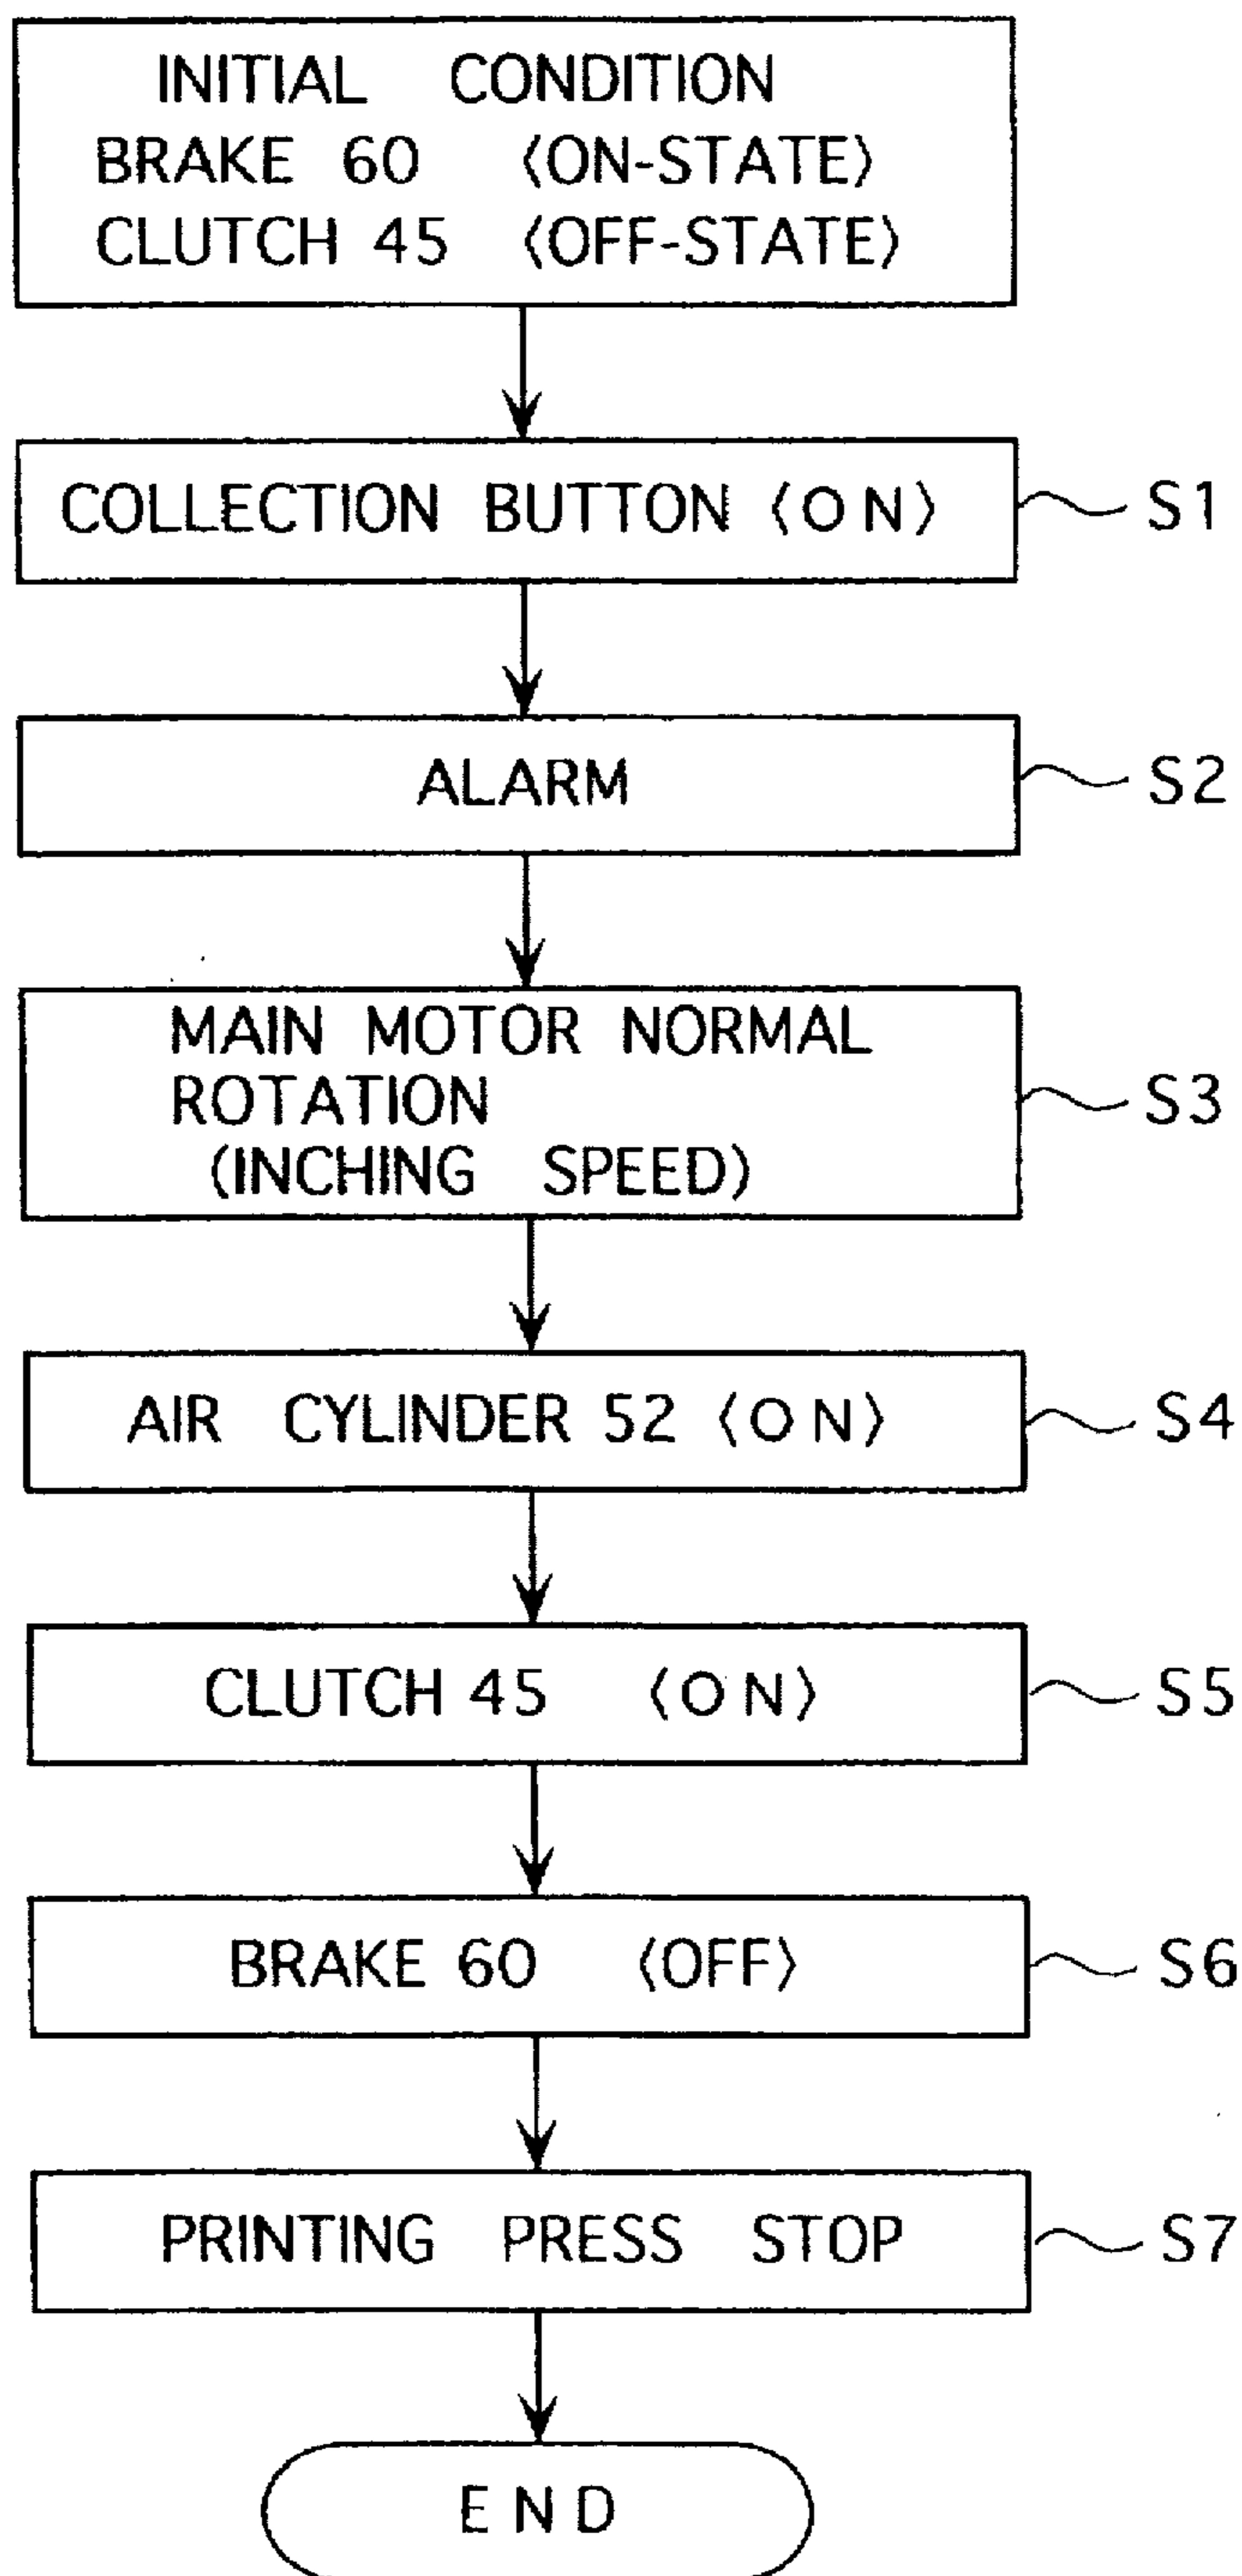 INITIAL CONDITION
BRAKE 60 〈ON-STATE〉
CLUTCH 45 〈OFF-STATE〉
COLLECTION BUTTON 〈ON〉
S1
ALARM
S2
MAIN MOTOR NORMAL
ROTATION
(INCHING SPEED)
S3
AIR CYLINDER 52 〈ON〉
S4
CLUTCH 45 〈ON〉
S5
BRAKE 60 〈OFF〉
S6
PRINTING PRESS STOP
S7
END